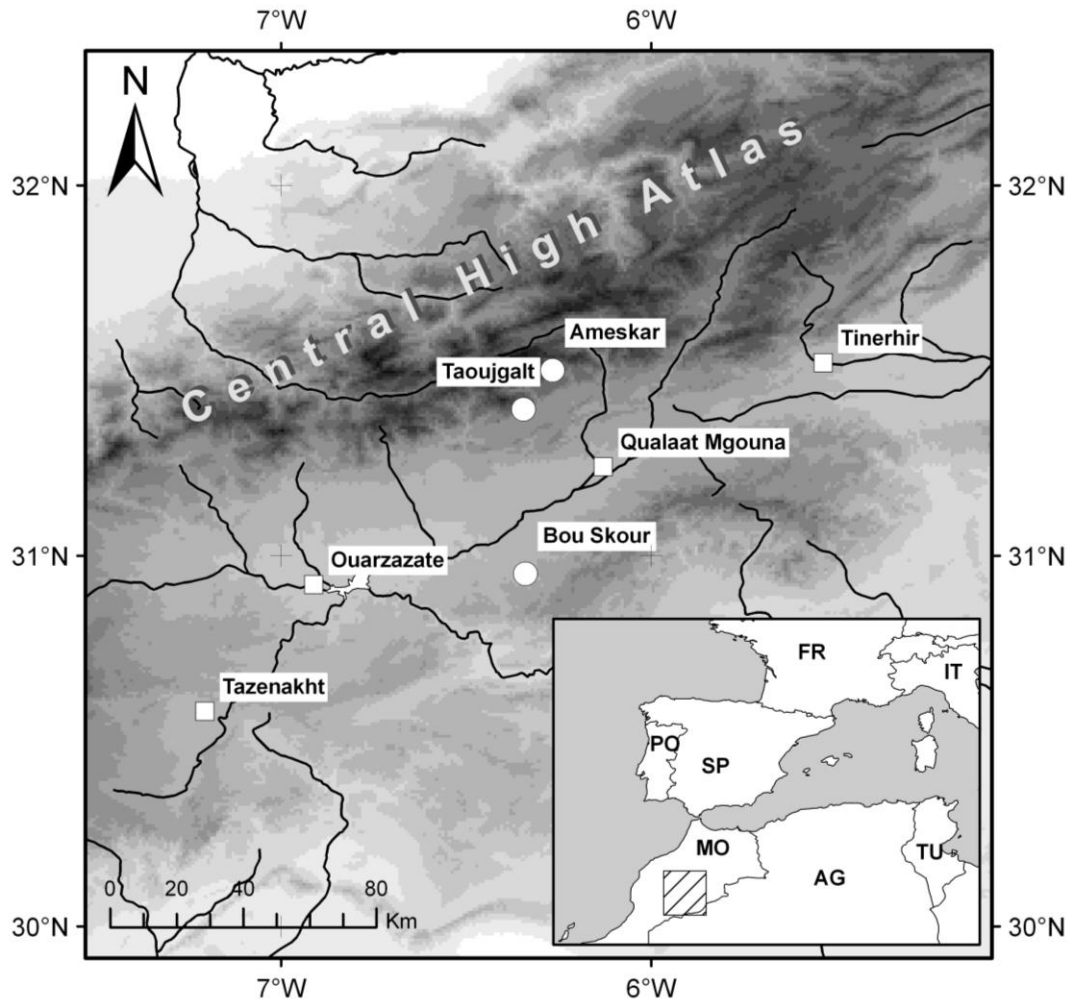 7°W 6°W
N
32°N 32°N
Central High Atlas
Ameskar
Tinerhir
Taoujgalt
Qualaat Mgouna
Bou Skour
31°N 31°N
Ouarzazate
FR
IT
Tazenakht
PO
SP
MO
TU
AG
0 20 40 80
Km
30°N 30°N
7°W 6°W